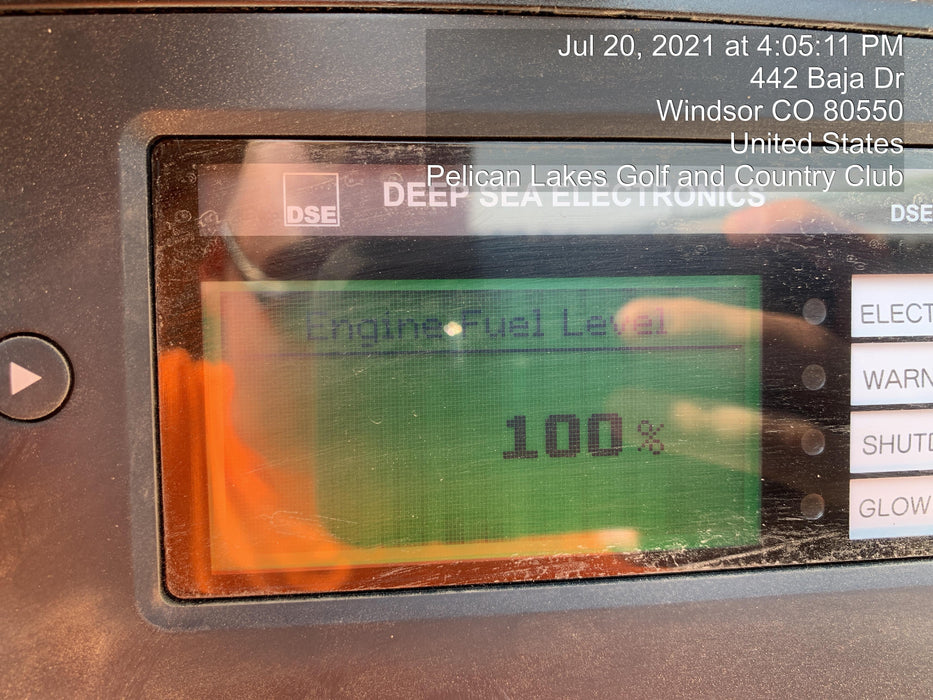 Jul 20, 2021 at 4:05:11 PM
442 Baja Dr
Windsor CO 80550
United States
Pelican Lakes Golf and Country Club
DSE
DEEP SEA ELECTRONICS
DSE
Engine Fuel Level
100%
ELECT
WARN
SHUTD
GLOW